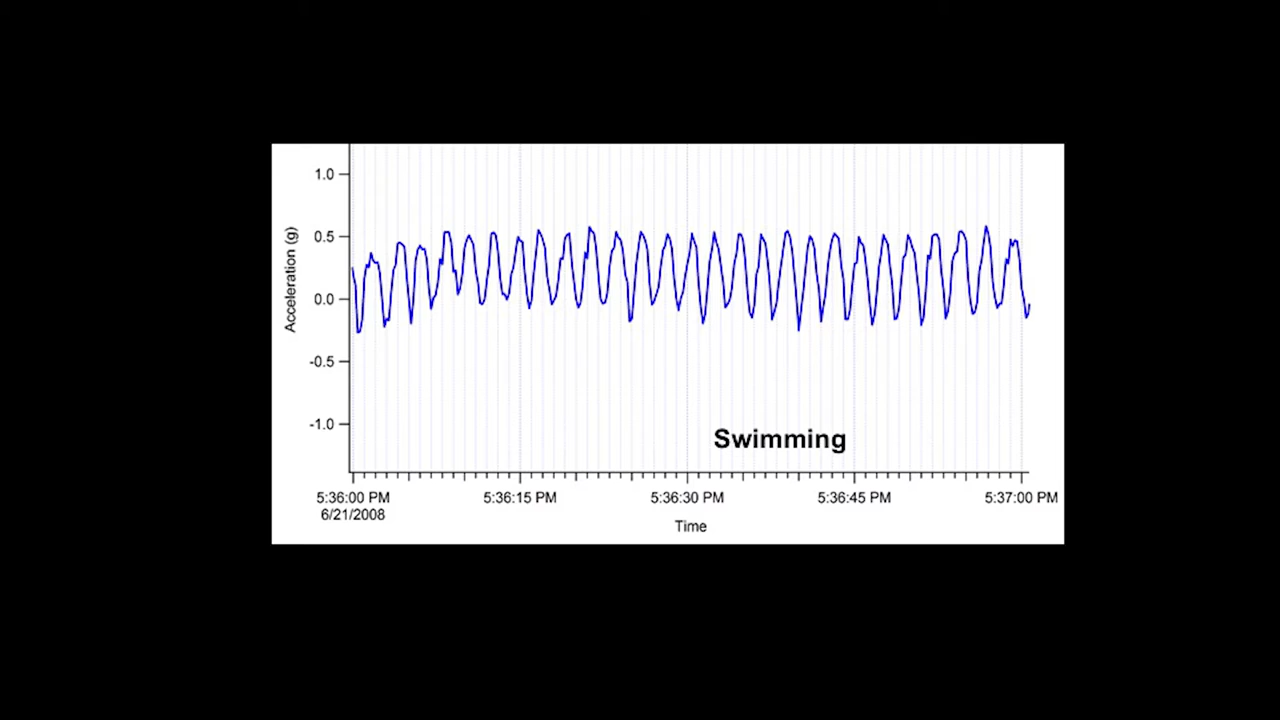 1.0
0.5
0.0
-0.5
-1.0
Acceleration (g)
Swimming
5:36:00 PM 5:36:15 PM 5:36:30 PM 5:36:45 PM 5:37:00 PM
6/21/2008
Time